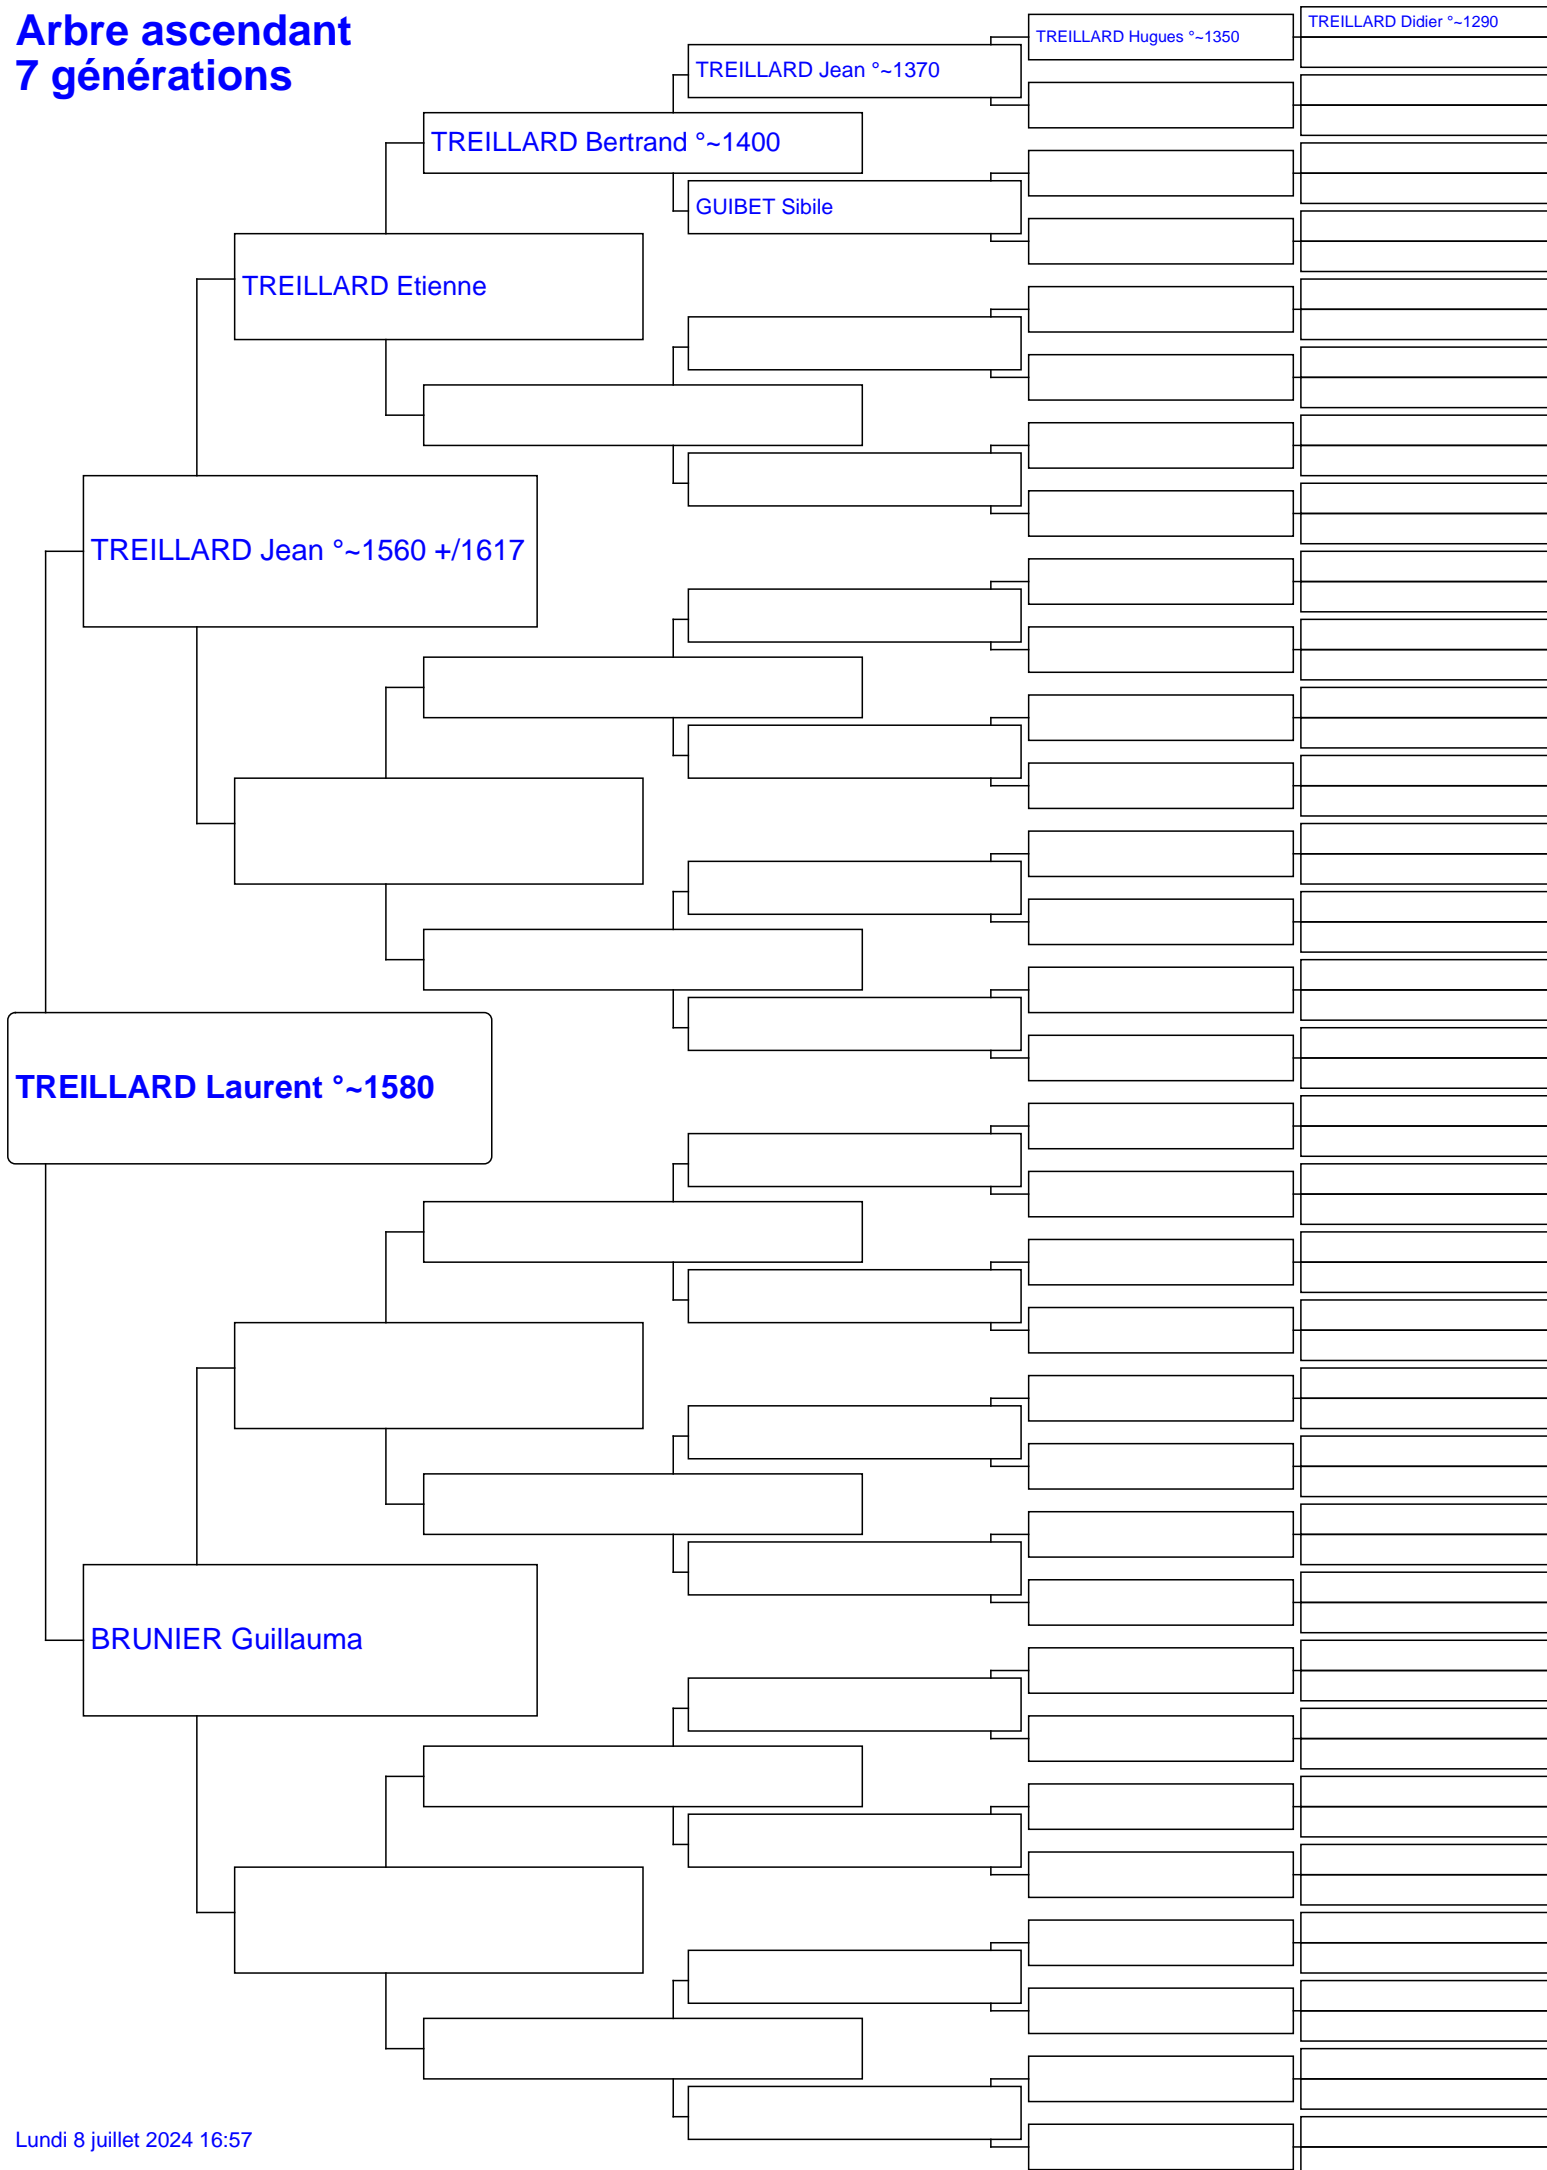 Arbre ascendant
7 générations
TREILLARD Didier °~1290
TREILLARD Hugues °~1350
TREILLARD Jean °~1370
TREILLARD Bertrand °~1400
GUIBET Sibile
TREILLARD Etienne
TREILLARD Jean °~1560 +/1617
TREILLARD Laurent °~1580
BRUNIER Guillauma
Lundi 8 juillet 2024 16:57